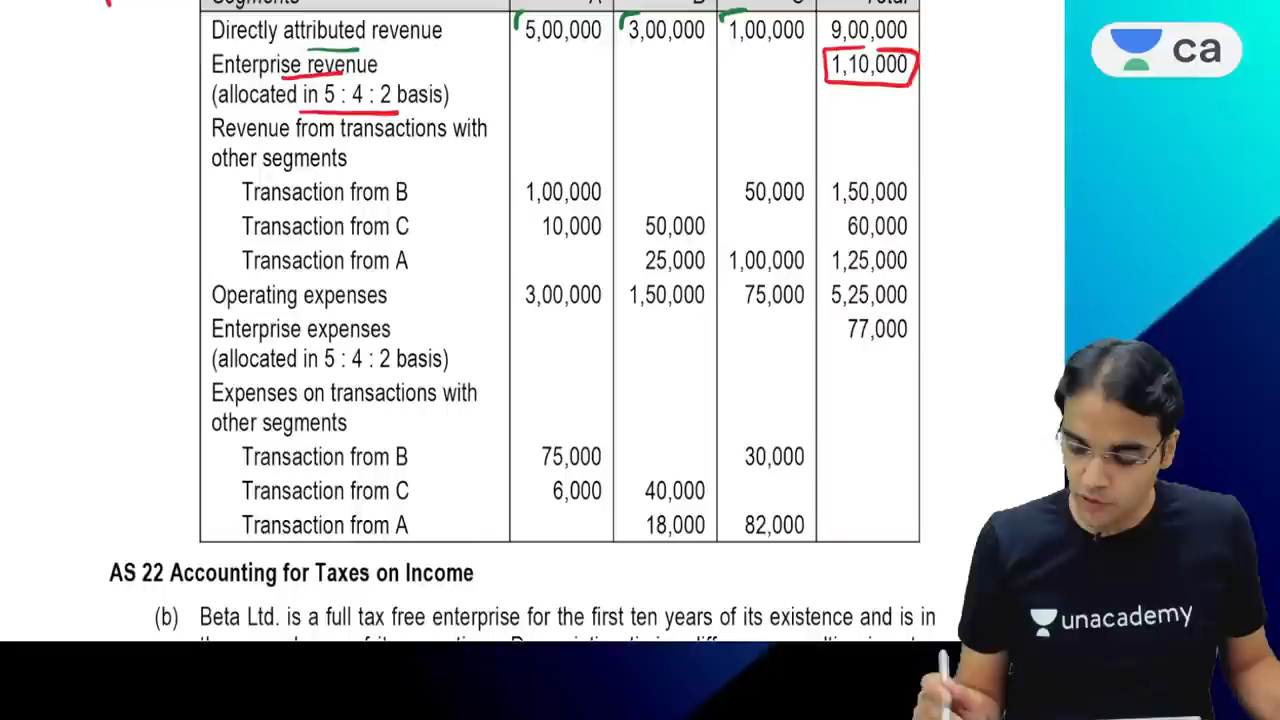 Directly attributed revenue 5,00,000 3,00,000 1,00,000 9,00,000
Enterprise revenue 1,10,000
(allocated in 5 : 4 : 2 basis)
Revenue from transactions with
other segments
Transaction from B 1,00,000 50,000 1,50,000
Transaction from C 10,000 50,000 60,000
Transaction from A 25,000 1,00,000 1,25,000
Operating expenses 3,00,000 1,50,000 75,000 5,25,000
Enterprise expenses 77,000
(allocated in 5 : 4 : 2 basis)
Expenses on transactions with
other segments
Transaction from B 75,000 30,000
Transaction from C 6,000 40,000
Transaction from A 18,000 82,000
AS 22 Accounting for Taxes on Income
(b) Beta Ltd. is a full tax free enterprise for the first ten years of its existence and is in
ca
unacademy